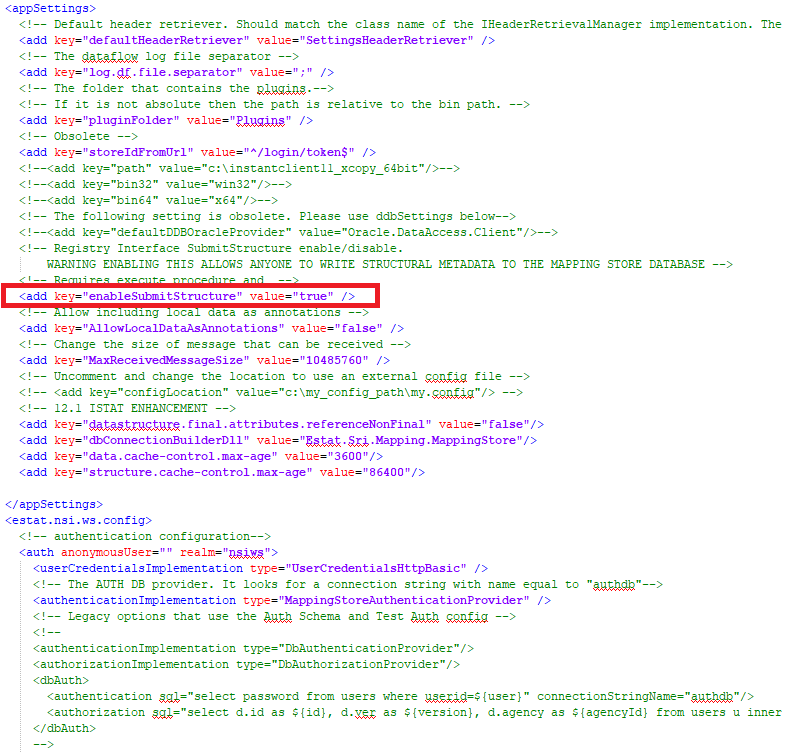 <appSettings>
<!-- Default header retriever. Should match the class name of the IHeaderRetrievalManager implementation. The
<add key="defaultHeaderRetriever" value="SettingsHeaderRetriever" />
<!-- The dataflow log file separator -->
<add key="log.df.file.separator" value=";" />
<!-- The folder that contains the plugins.-->
<!-- If it is not absolute then the path is relative to the bin path. -->
<add key="pluginFolder" value="Plugins" />
<!-- Obsolete -->
<add key="storeIdFromUrl" value="^/login/token$" />
<!--<add key="path" value="c:\instantclient11_xcopy_64bit"/>-->
<!--<add key="bin32" value="win32"/>-->
<!--<add key="bin64" value="x64"/>-->
<!-- The following setting is obsolete. Please use ddbSettings below-->
<!--<add key="defaultDDBOracleProvider" value="Oracle.DataAccess.Client"/>-->
<!-- Registry Interface SubmitStructure enable/disable.
WARNING ENABLING THIS ALLOWS ANYONE TO WRITE STRUCTURAL METADATA TO THE MAPPING STORE DATABASE -->
<!-- Requires execute procedure and -->
<add key="enableSubmitStructure" value="true" />
<!-- Allow including local data as annotations -->
<add key="AllowLocalDataAsAnnotations" value="false" />
<!-- Change the size of message that can be received -->
<add key="MaxReceivedMessageSize" value="10485760" />
<!-- Uncomment and change the location to use an external config file -->
<!-- <add key="configLocation" value="c:\my_config_path\my.config"/> -->
<!-- 12.1 ISTAT ENHANCEMENT -->
<add key="datastructure.final.attributes.referenceNonFinal" value="false"/>
<add key="dbConnectionBuilderDll" value="Estat.Sri.Mapping.MappingStore"/>
<add key="data.cache-control.max-age" value="3600"/>
<add key="structure.cache-control.max-age" value="86400"/>
</appSettings>
<estat.nsi.ws.config>
<!-- authentication configuration-->
<auth anonymousUser="" realm="nsiws">
<userCredentialsImplementation type="UserCredentialsHttpBasic" />
<!-- The AUTH DB provider. It looks for a connection string with name equal to "authdb"-->
<authenticationImplementation type="MappingStoreAuthenticationProvider" />
<!-- Legacy options that use the Auth Schema and Test Auth config -->
<!--
<authenticationImplementation type="DbAuthenticationProvider"/>
<authorizationImplementation type="DbAuthorizationProvider"/>
<dbAuth>
<authentication sql="select password from users where userid=${user}" connectionStringName="authdb"/>
<authorization sql="select d.id as ${id}, d.ver as ${version}, d.agency as ${agencyId} from users u inner
</dbAuth>
-->